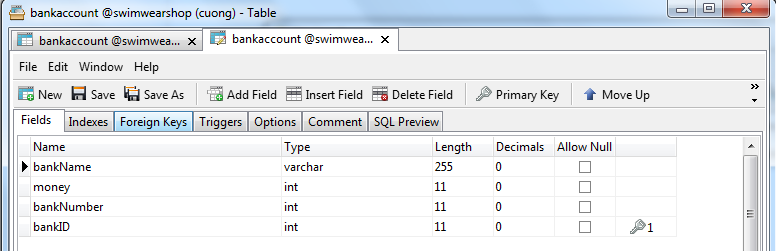 bankaccount @swimwearshop (cuong) - Table
bankaccount @swimwea... bankaccount @swimwea...
File Edit Window Help
New Save Save As Add Field Insert Field Delete Field Primary Key Move Up »
Fields Indexes Foreign Keys Triggers Options Comment SQL Preview
Name Type Length Decimals Allow Null
bankName varchar 255 0
money int 11 0
bankNumber int 11 0
bankID int 11 0 1